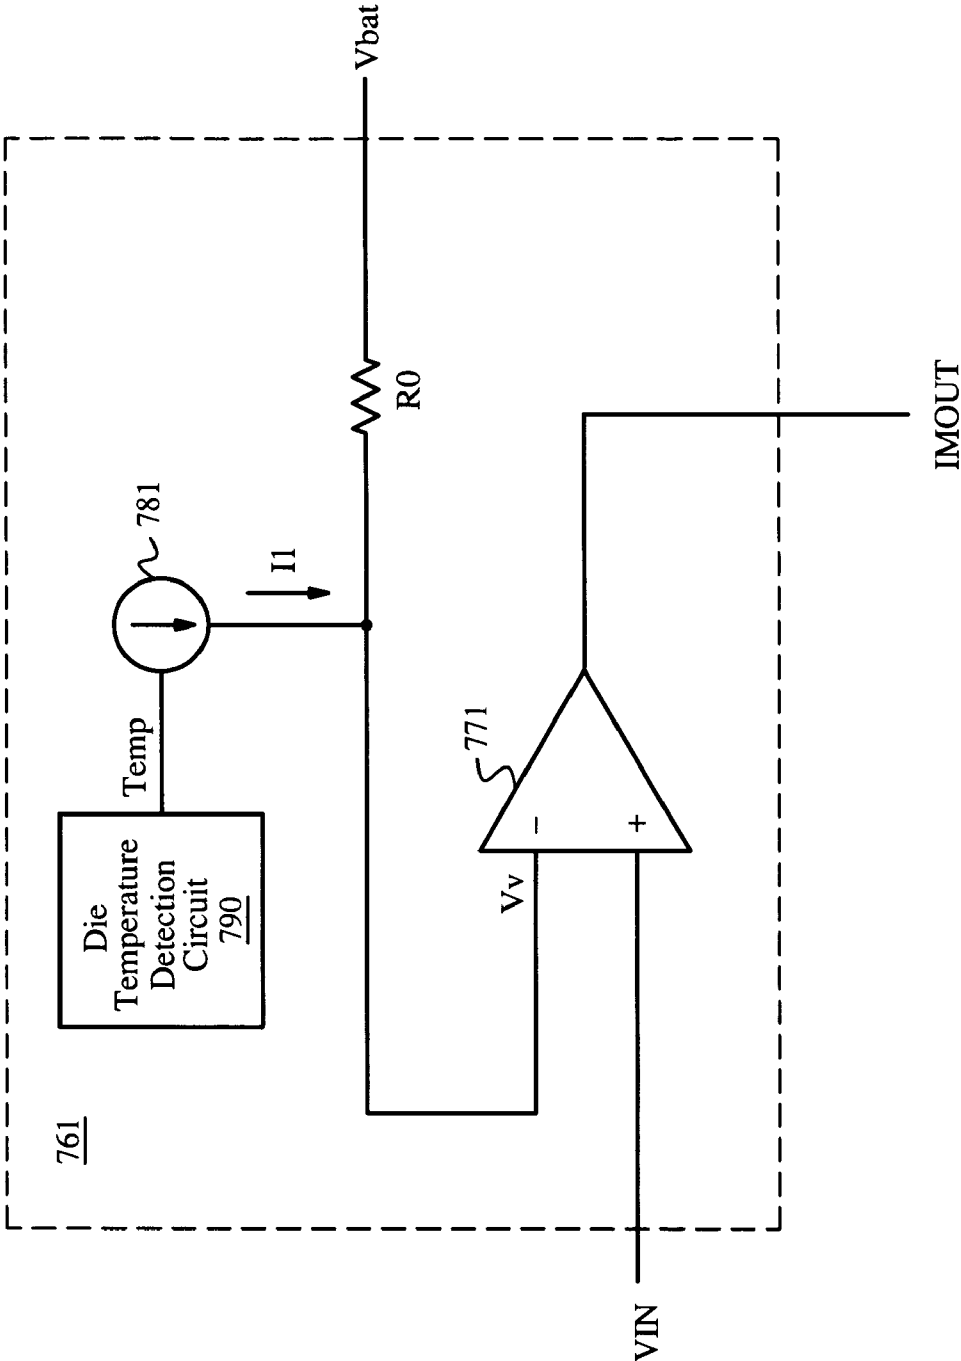 761
Die
Temperature
Detection
Circuit
790
Temp
781
I1
Vbat
R0
771
Vv
−
+
VIN
IMOUT